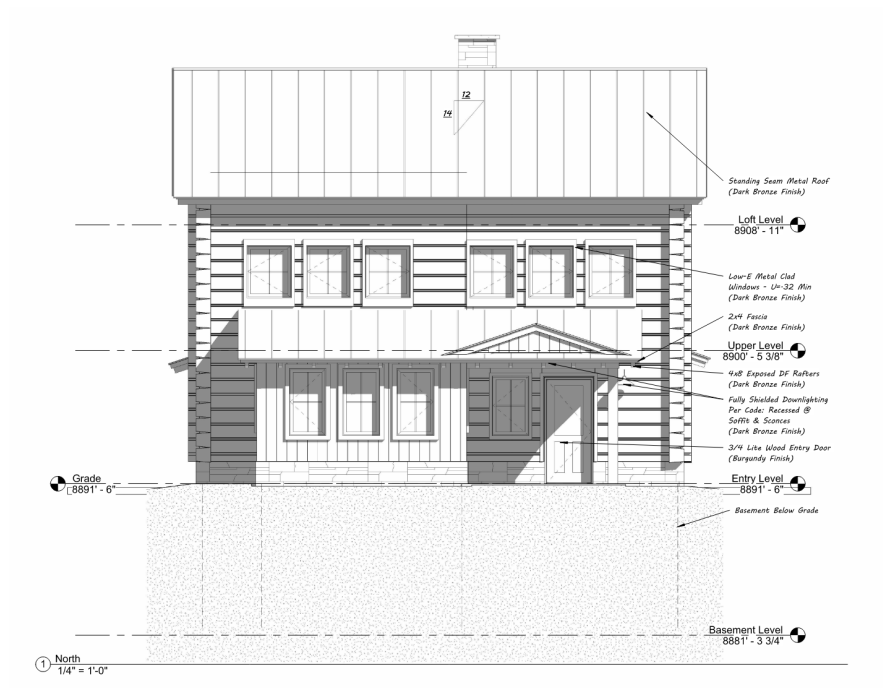 12
14
Standing Seam Metal Roof
(Dark Bronze Finish)
Loft Level
8908' - 11"
Low-E Metal Clad
Windows - U=.32 Min
(Dark Bronze Finish)
2x4 Fascia
(Dark Bronze Finish)
Upper Level
8900' - 5 3/8"
4x8 Exposed DF Rafters
(Dark Bronze Finish)
Fully Shielded Downlighting
Per Code: Recessed @
Soffit & Sconces
(Dark Bronze Finish)
3/4 Lite Wood Entry Door
(Burgundy Finish)
Grade
8891' - 6"
Entry Level
8891' - 6"
Basement Below Grade
Basement Level
8881' - 3 3/4"
1
North
1/4" = 1'-0"